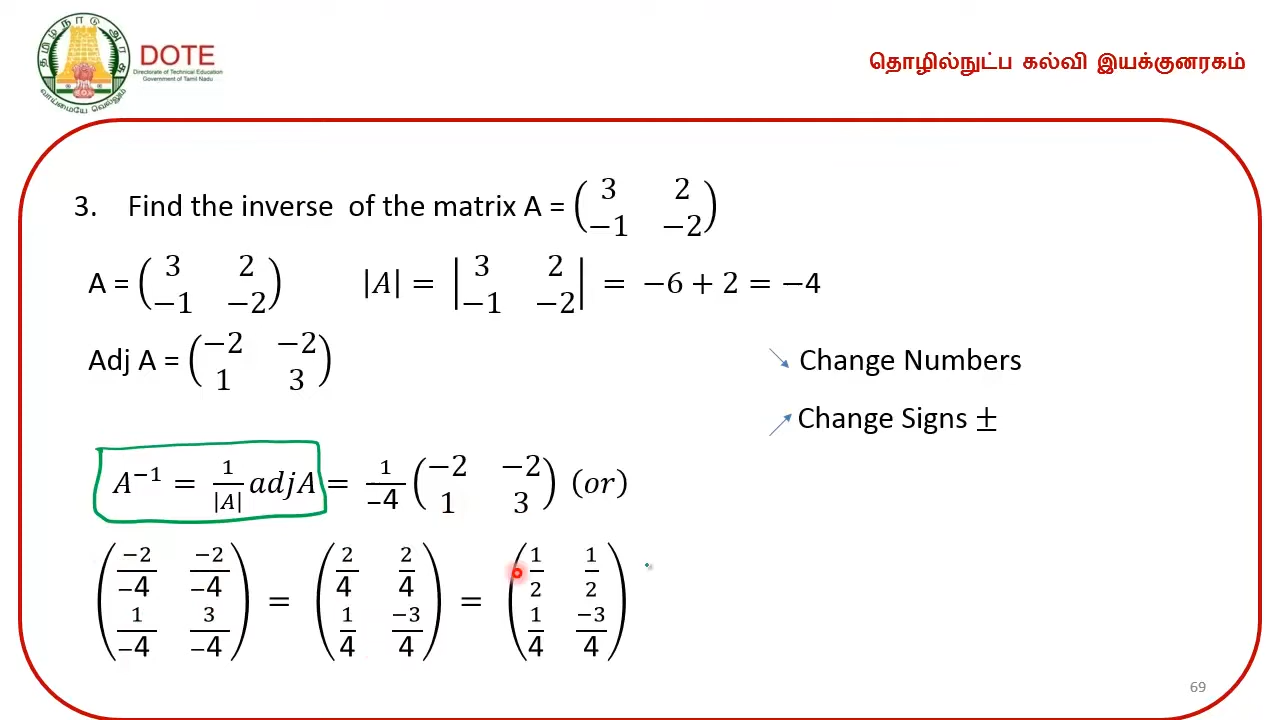 தமிழ்நாடு அரசு
வாய்மையே வெல்லும்
DOTE
Directorate of Technical Education
Government of Tamil Nadu
தொழில்நுட்ப கல்வி இயக்குனரகம்
3. Find the inverse of the matrix A = (3 2; −1 −2)
A = (3 2; −1 −2) |A| = |3 2; −1 −2| = −6 + 2 = −4
Adj A = (−2 −2; 1 3)
↘ Change Numbers
↗ Change Signs ±
A⁻¹ = 1/|A| adjA = 1/−4 (−2 −2; 1 3) (or)
(−2/−4 −2/−4; 1/−4 3/−4) = (2/4 2/4; 1/4 −3/4) = (1/2 1/2; 1/4 −3/4)
69